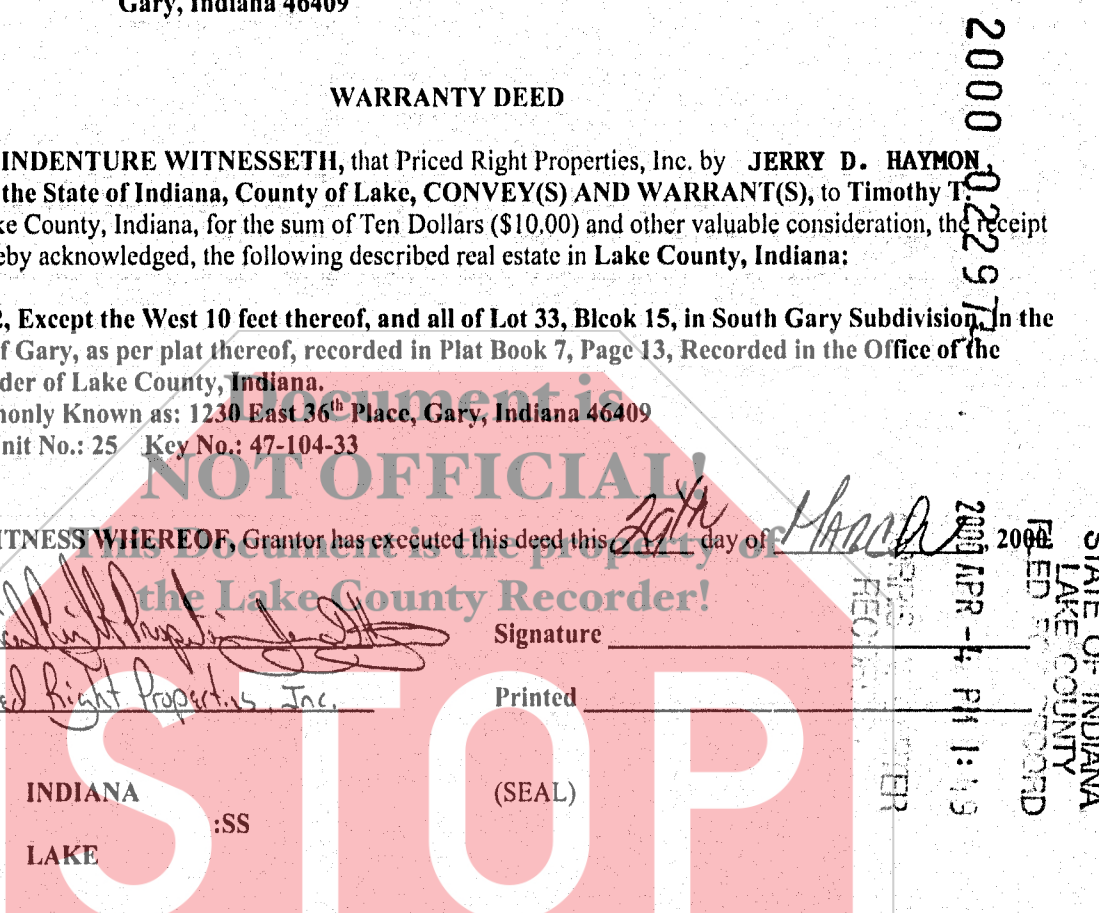 Gary, Indiana 46409
WARRANTY DEED
INDENTURE WITNESSETH, that Priced Right Properties, Inc. by JERRY D. HAYMON,
the State of Indiana, County of Lake, CONVEY(S) AND WARRANT(S), to Timothy T.
ke County, Indiana, for the sum of Ten Dollars ($10.00) and other valuable consideration, the receipt
eby acknowledged, the following described real estate in Lake County, Indiana:
2, Except the West 10 feet thereof, and all of Lot 33, Blcok 15, in South Gary Subdivision, In the
f Gary, as per plat thereof, recorded in Plat Book 7, Page 13, Recorded in the Office of the
der of Lake County, Indiana.
monly Known as: 1230 East 36th Place, Gary, Indiana 46409
nit No.: 25 Key No.: 47-104-33
Document is
NOT OFFICIAL!
This Document is the property of
the Lake County Recorder!
ITNESS WHEREOF, Grantor has executed this deed this 29th day of MARCH, 2000.
Signature
ed Right Properties, Inc.
Printed
INDIANA (SEAL)
:SS
LAKE
STOP
2000 02297
2000 APR -4 PM 1:
STATE OF INDIANA
LAKE COUNTY